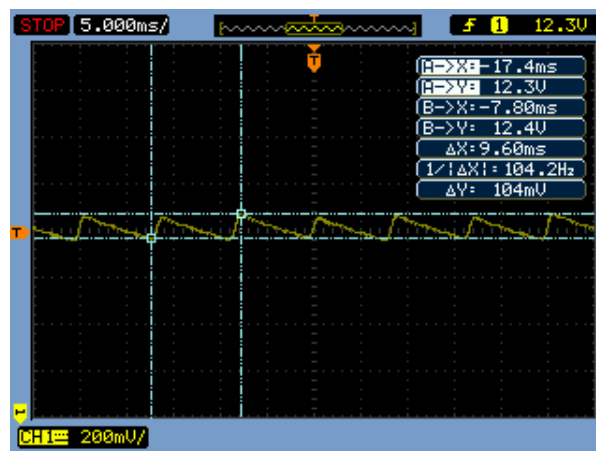 STOP 5.000ms/ T f 1 12.3V
T
A->X:-17.4ms
A->Y: 12.3V
B->X:-7.80ms
B->Y: 12.4V
ΔX:9.60ms
1/|ΔX|:104.2Hz
ΔY: 104mV
T
CH1 200mV/